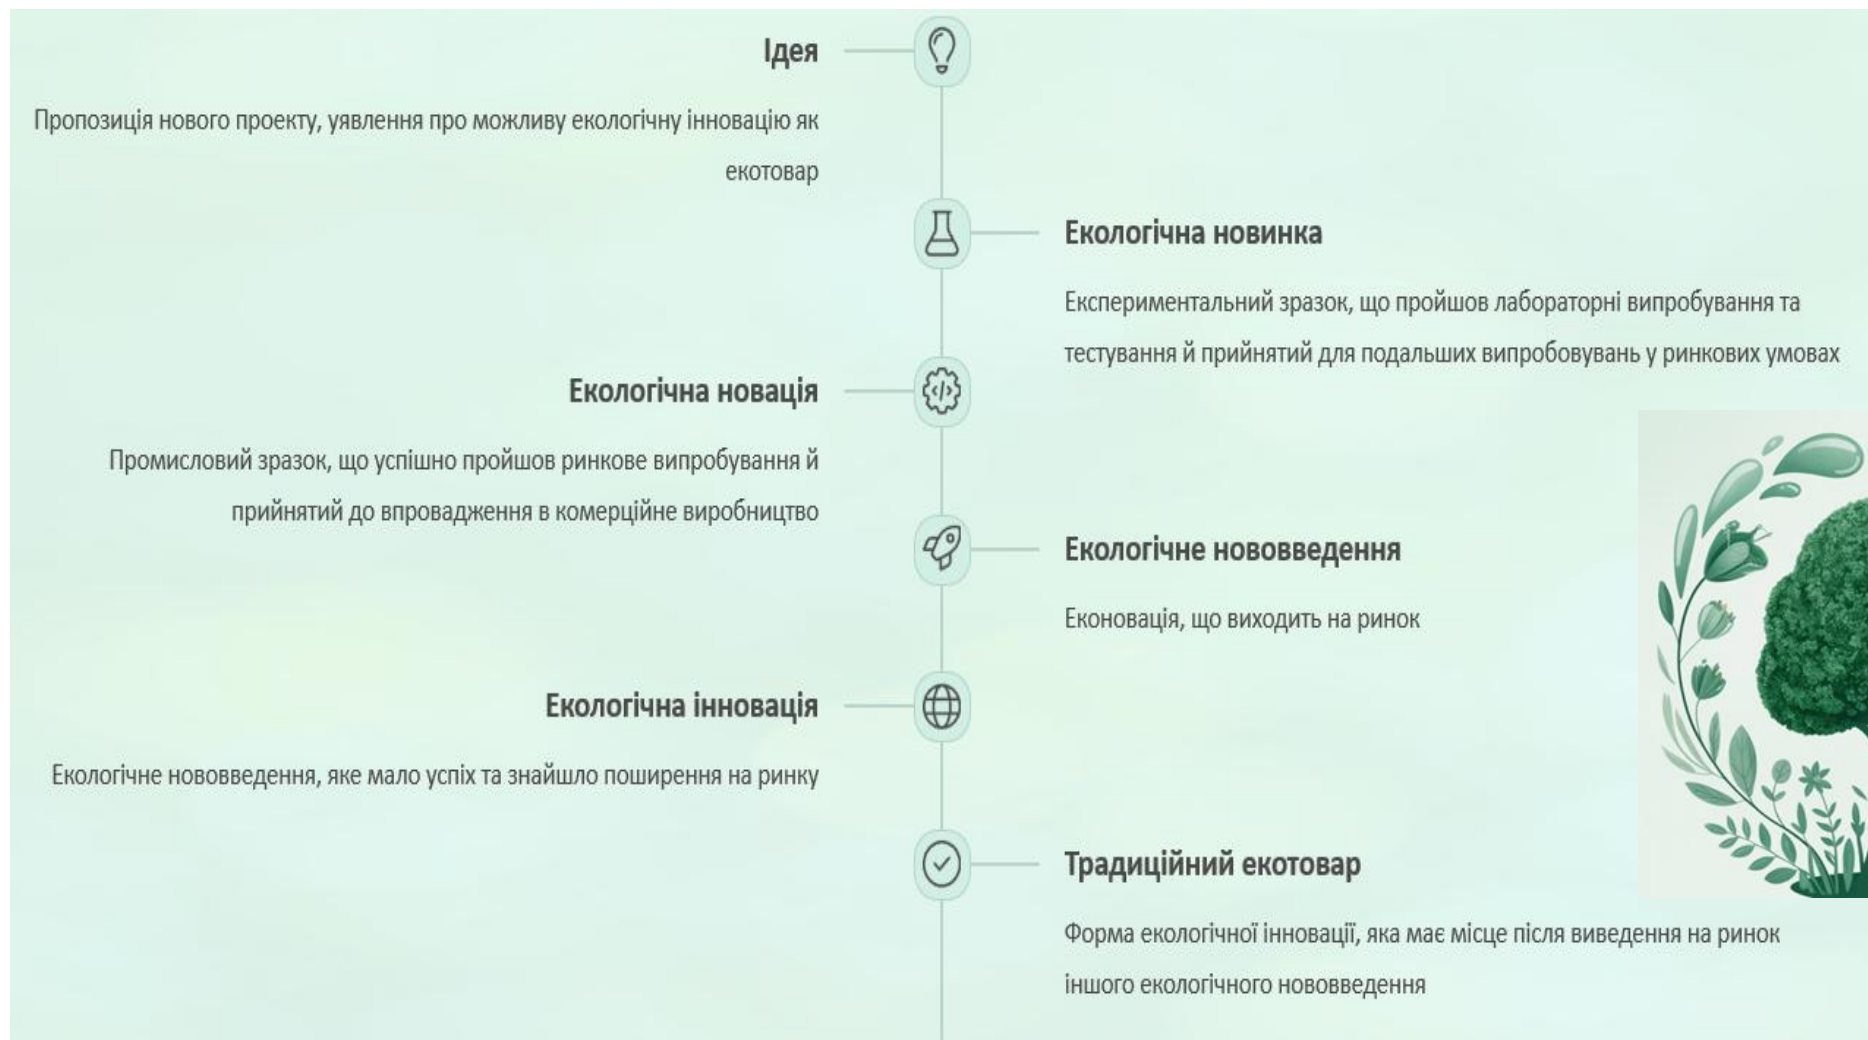 Ідея
Пропозиція нового проекту, уявлення про можливу екологічну інновацію як
екотовар
Екологічна новинка
Експериментальний зразок, що пройшов лабораторні випробування та
тестування й прийнятий для подальших випробовувань у ринкових умовах
Екологічна новація
Промисловий зразок, що успішно пройшов ринкове випробування й
прийнятий до впровадження в комерційне виробництво
Екологічне нововведення
Екoновація, що виходить на ринок
Екологічна інновація
Екологічне нововведення, яке мало успіх та знайшло поширення на ринку
Традиційний екотовар
Форма екологічної інновації, яка має місце після виведення на ринок
іншого екологічного нововведення